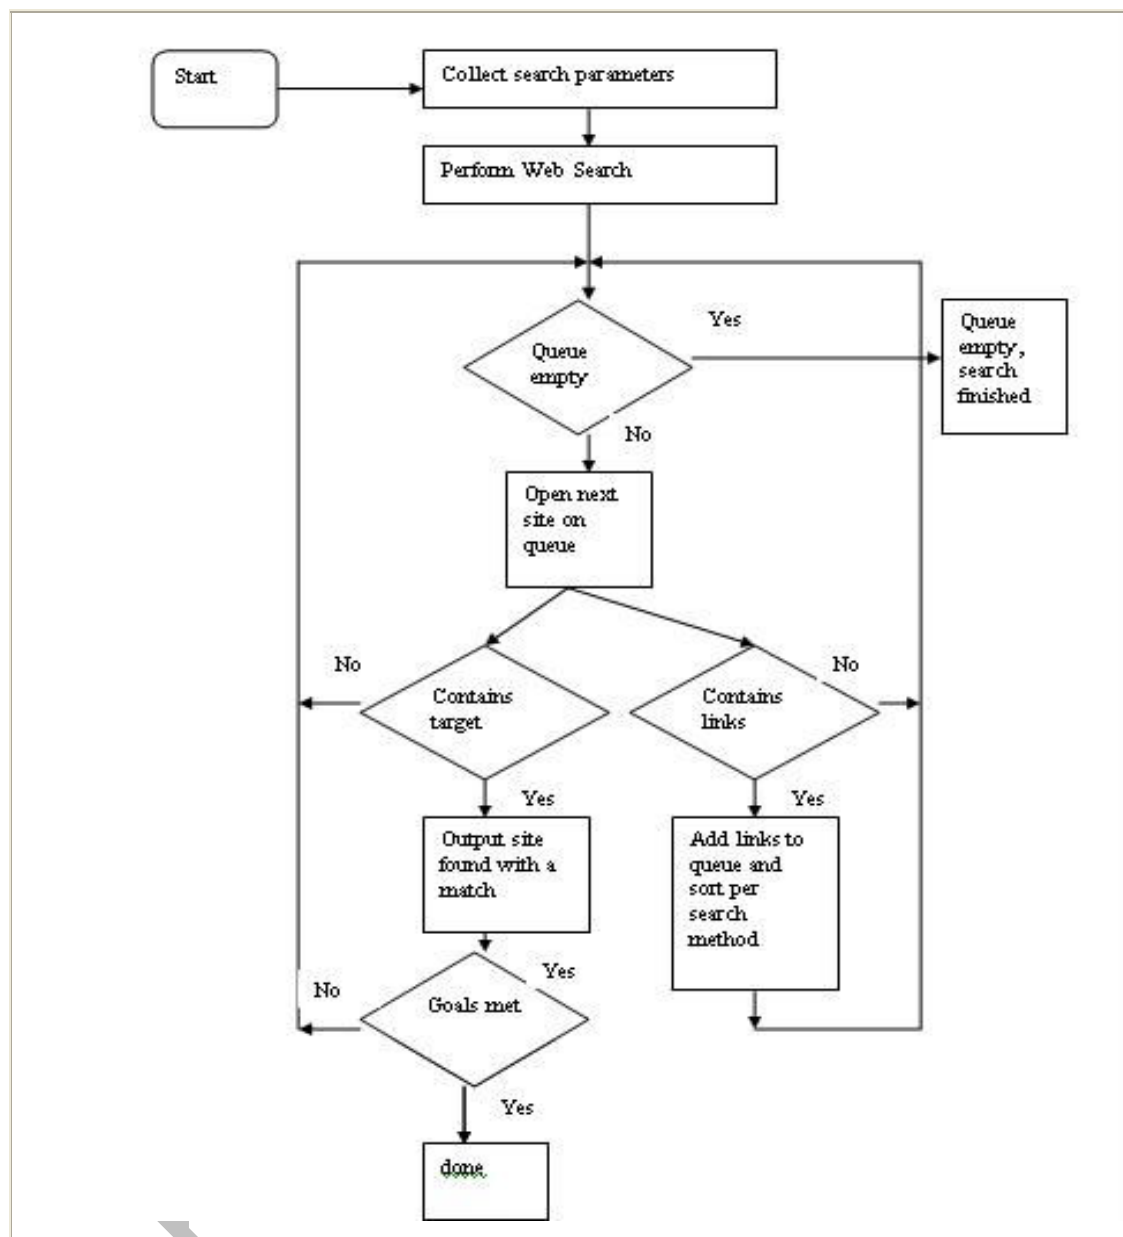 Start
Collect search parameters
Perform Web Search
Yes
Queue
empty
Queue
empty,
search
finished
No
Open next
site on
queue
No
Contains
target
Contains
links
No
Yes
Output site
found with a
match
Yes
Add links to
queue and
sort per
search
method
Yes
No
Goals met
Yes
done